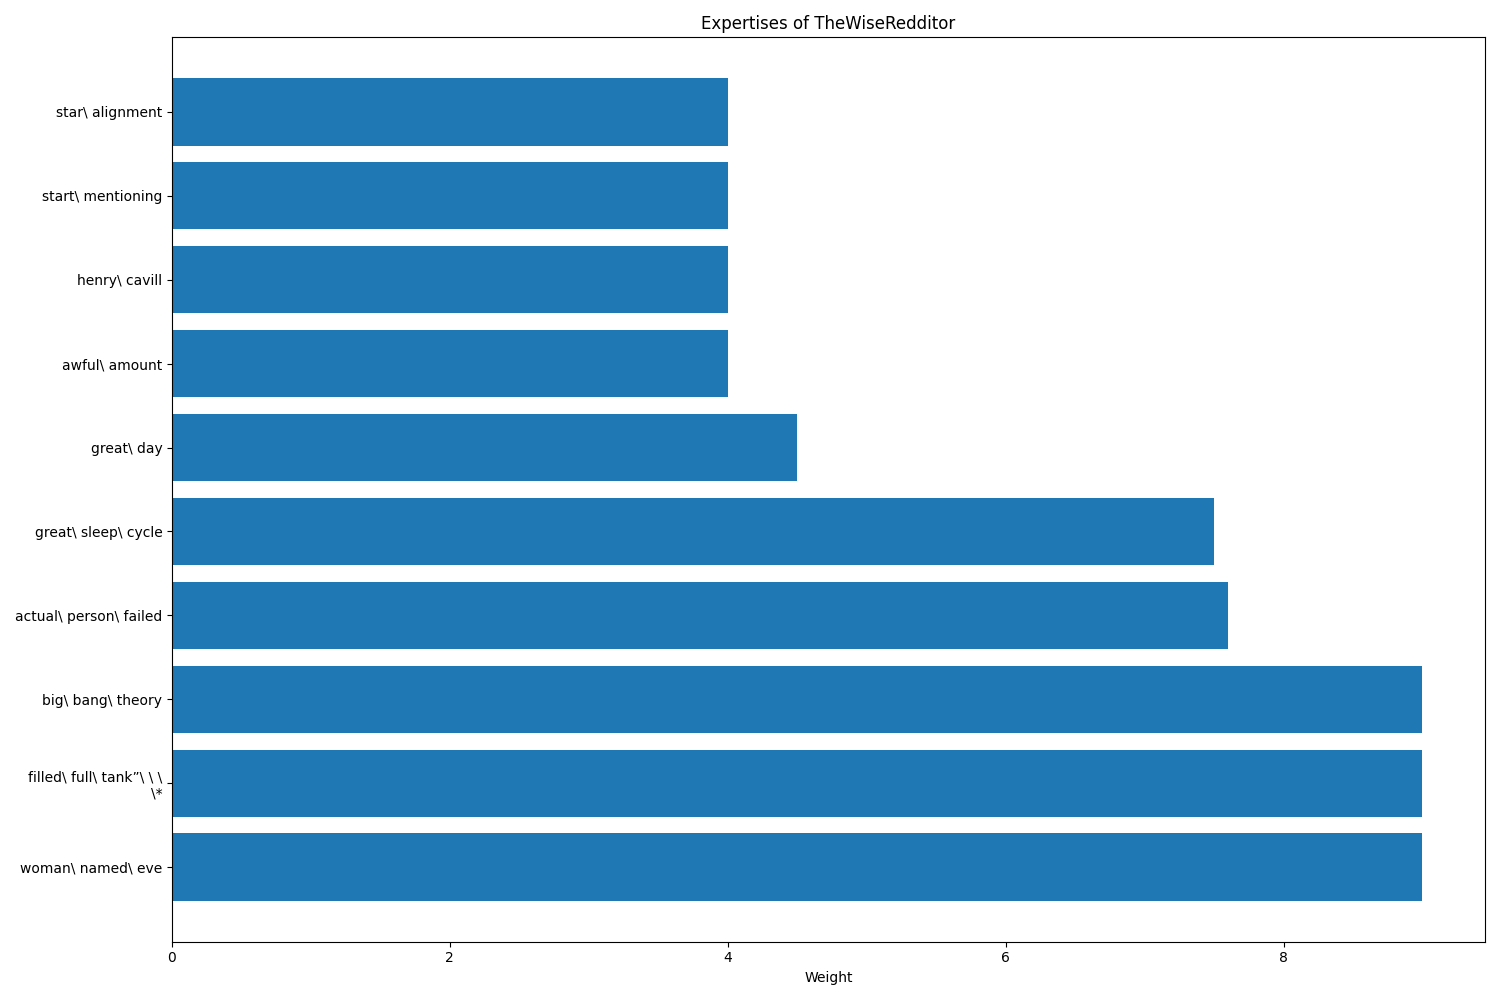 Expertises of TheWiseRedditor
star\ alignment
start\ mentioning
henry\ cavill
awful\ amount
great\ day
great\ sleep\ cycle
actual\ person\ failed
big\ bang\ theory
filled\ full\ tank”\ \ \
\*
woman\ named\ eve
0 2 4 6 8
Weight